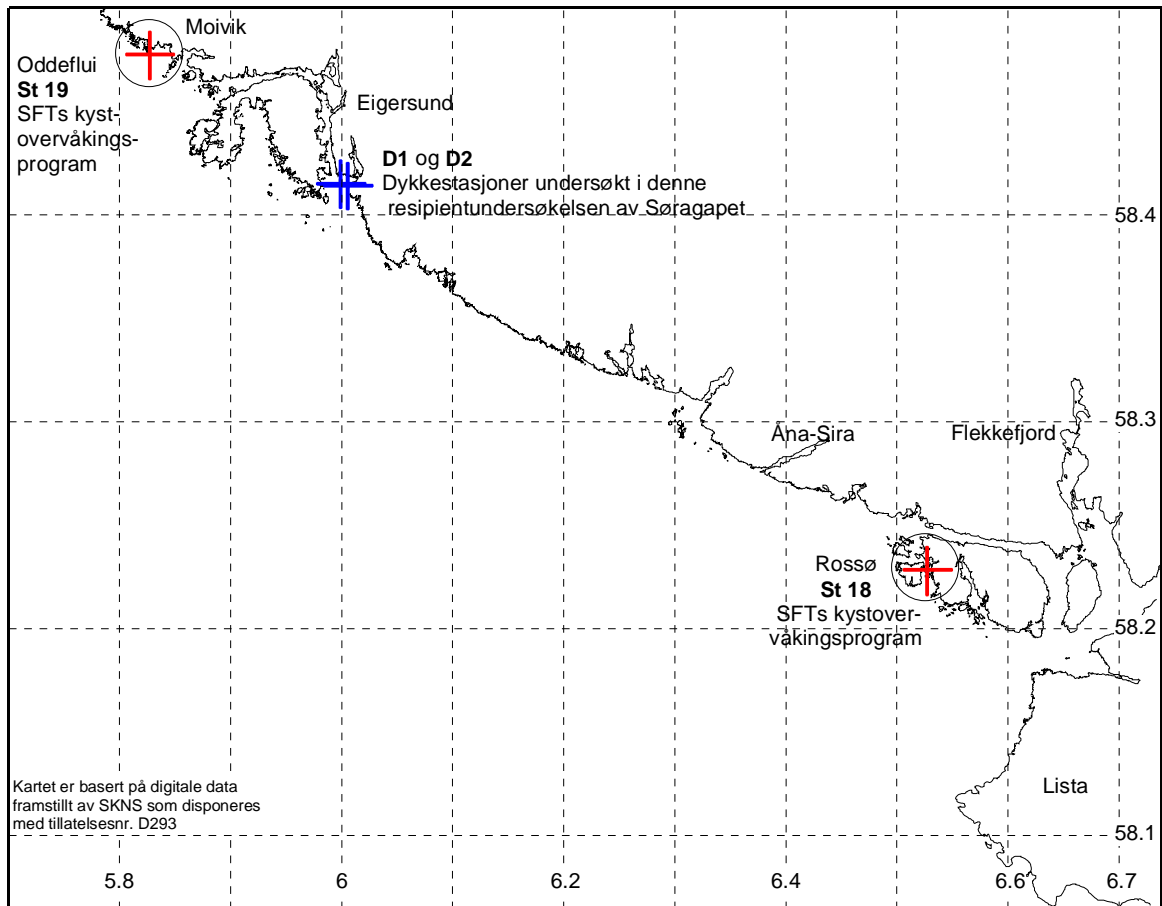 Moivik
Oddeflui
St 19
SFTs kyst-
overvåkings-
program
Eigersund
D1 og D2
Dykkestasjoner undersøkt i denne
resipientundersøkelsen av Søragapet
58.4
58.3
Åna-Sira
Flekkefjord
Rossø
St 18
SFTs kystover-
våkingsprogram
58.2
Lista
Kartet er basert på digitale data
framstillt av SKNS som disponeres
med tillatelsesnr. D293
58.1
5.8
6
6.2
6.4
6.6
6.7